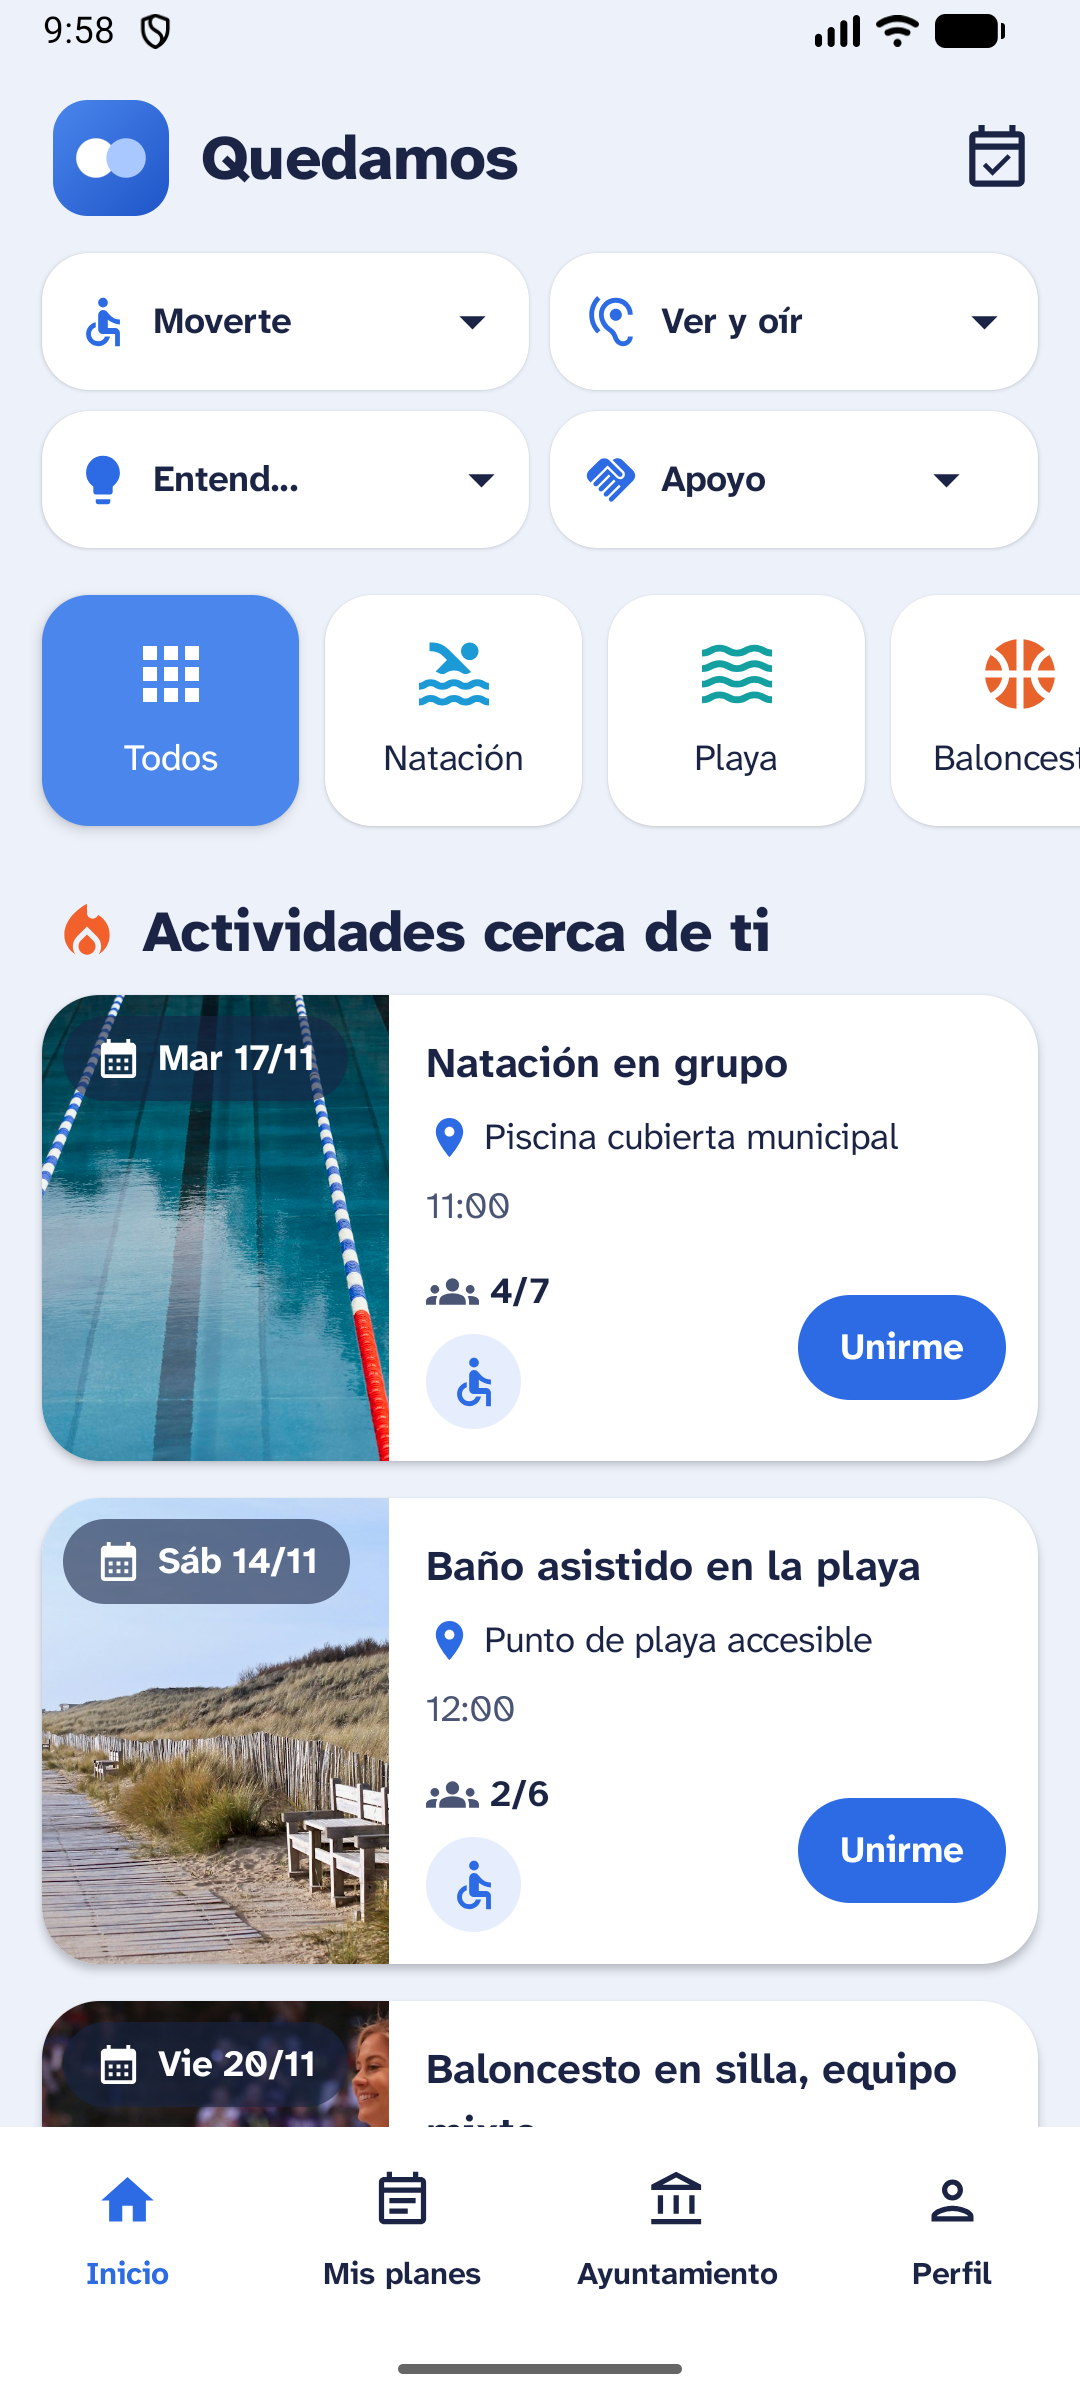 9:58
Quedamos
Moverte
Ver y oír
Entend...
Apoyo
Todos
Natación
Playa
Baloncest
Actividades cerca de ti
Mar 17/11
Natación en grupo
Piscina cubierta municipal
11:00
4/7
Unirme
Sáb 14/11
Baño asistido en la playa
Punto de playa accesible
12:00
2/6
Unirme
Vie 20/11
Baloncesto en silla, equipo
mixto
Inicio
Mis planes
Ayuntamiento
Perfil